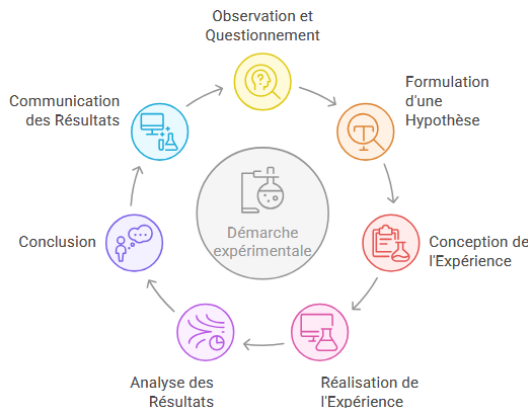 Observation et
Questionnement
Formulation
d'une
Hypothèse
Conception de
l'Expérience
Réalisation de
l'Expérience
Analyse des
Résultats
Conclusion
Communication
des Résultats
Démarche
expérimentale